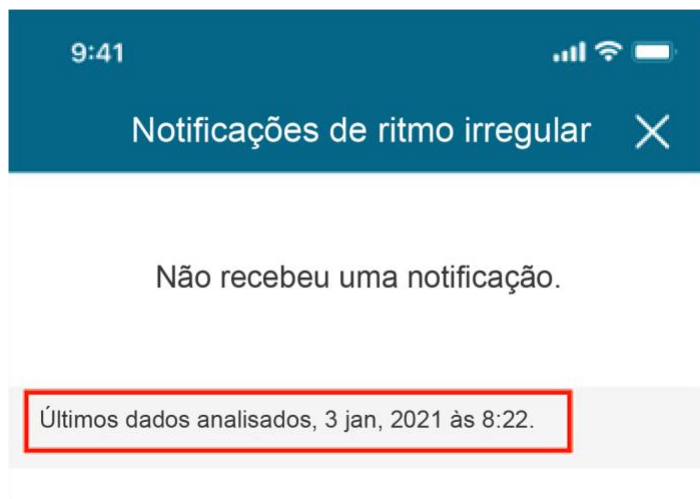 9:41
Notificações de ritmo irregular
Não recebeu uma notificação.
Últimos dados analisados, 3 jan, 2021 às 8:22.